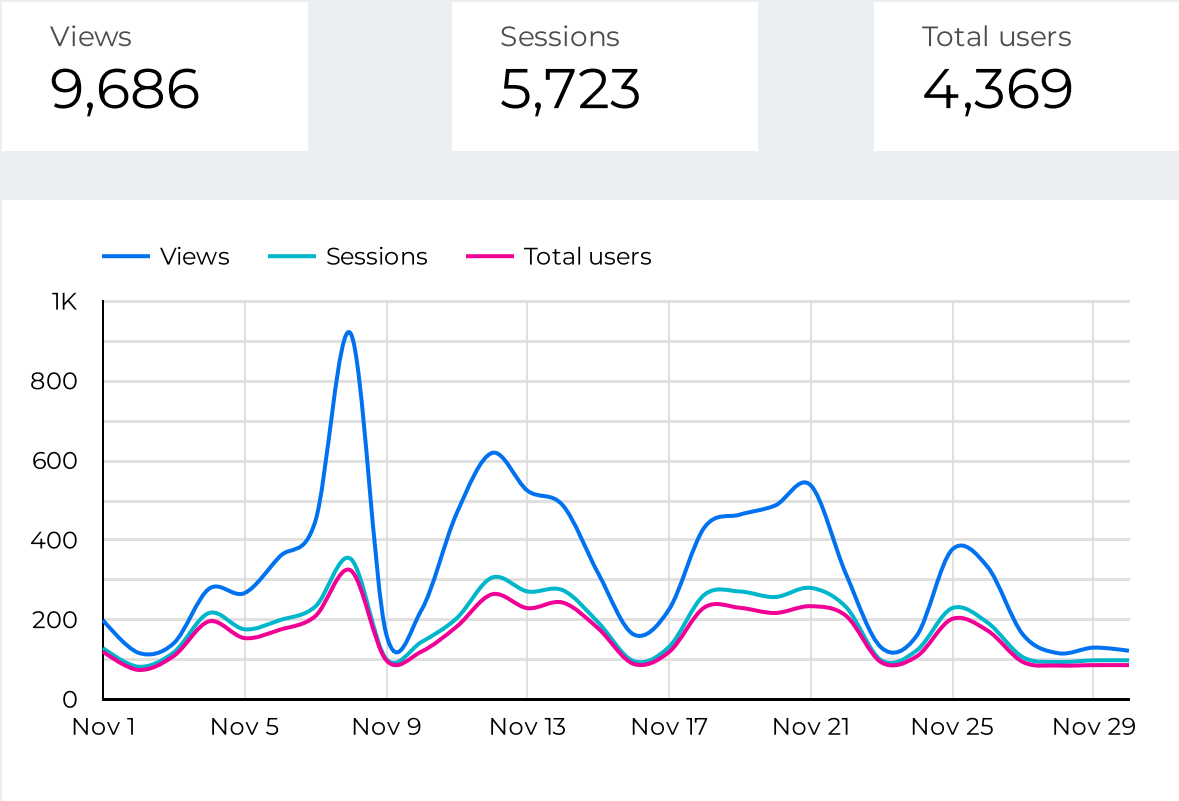 Views
9,686
Sessions
5,723
Total users
4,369
Views Sessions Total users
1K
800
600
400
200
0
Nov 1 Nov 5 Nov 9 Nov 13 Nov 17 Nov 21 Nov 25 Nov 29